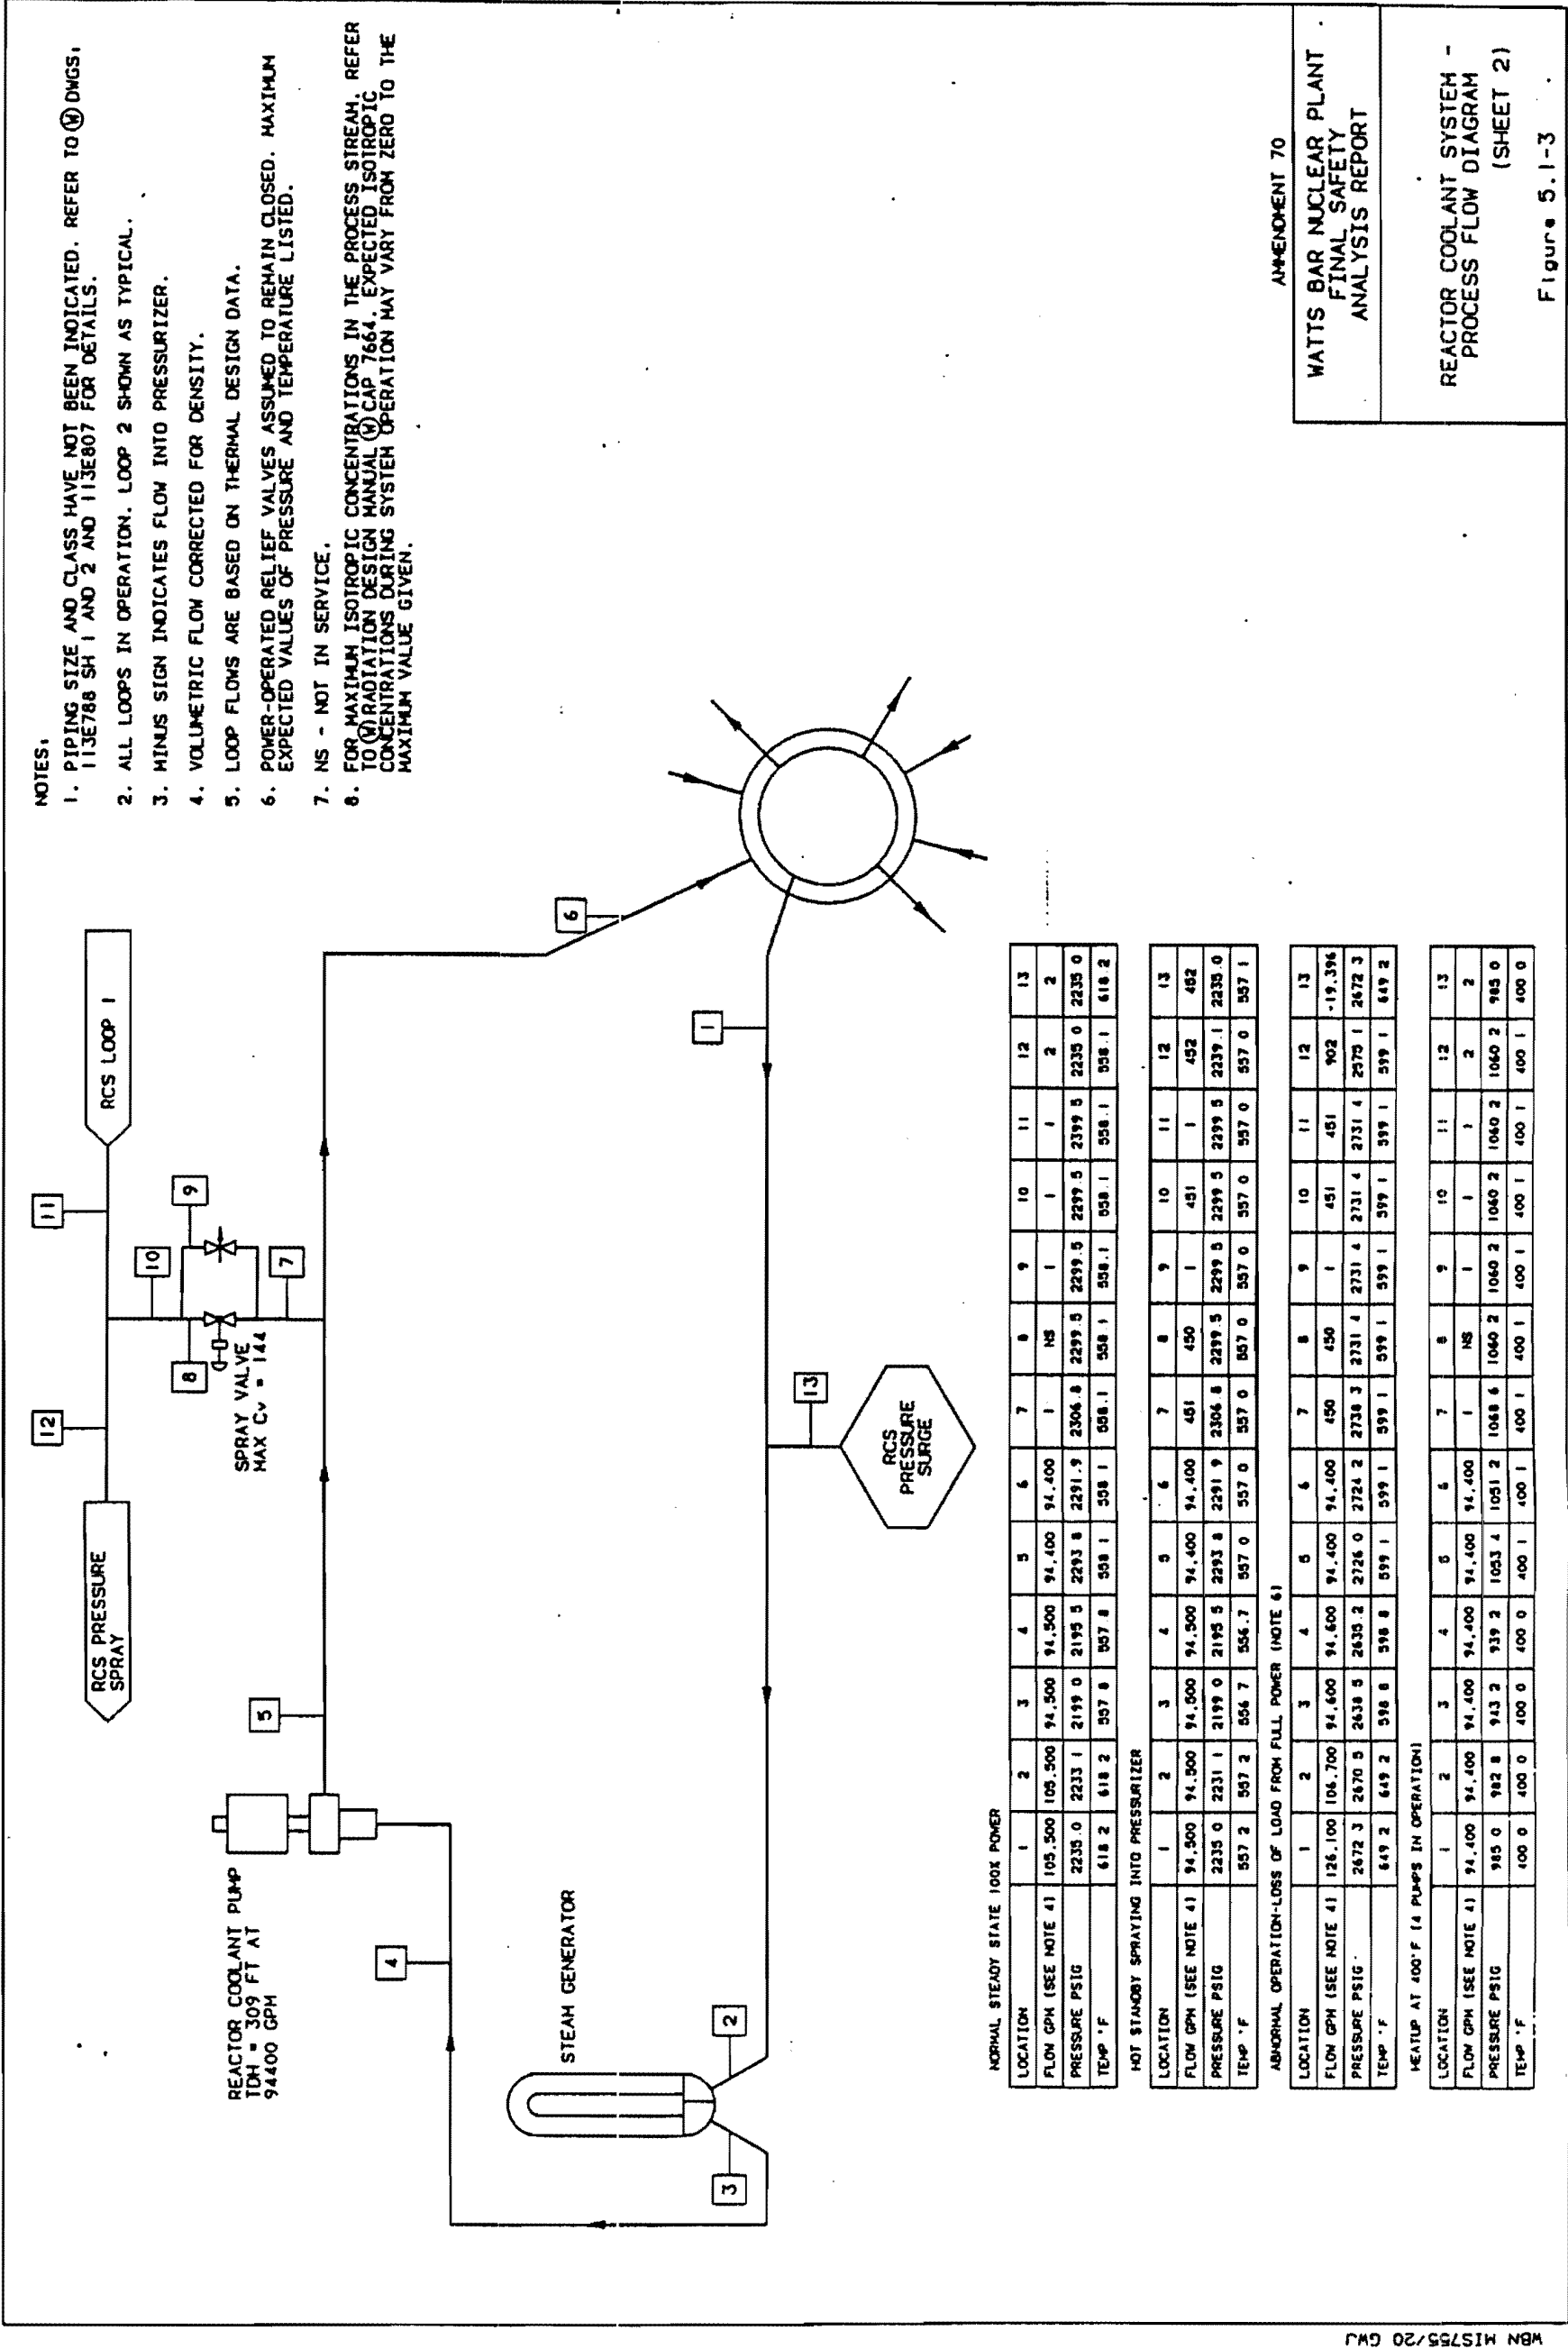 NOTES:
1. PIPING SIZE AND CLASS HAVE NOT BEEN INDICATED. REFER TO Ⓦ DWGS:
113E788 SH 1 AND 2 AND 113E807 FOR DETAILS.
2. ALL LOOPS IN OPERATION. LOOP 2 SHOWN AS TYPICAL.
3. MINUS SIGN INDICATES FLOW INTO PRESSURIZER.
4. VOLUMETRIC FLOW CORRECTED FOR DENSITY.
5. LOOP FLOWS ARE BASED ON THERMAL DESIGN DATA.
6. POWER-OPERATED RELIEF VALVES ASSUMED TO REMAIN CLOSED. MAXIMUM
EXPECTED VALUES OF PRESSURE AND TEMPERATURE LISTED.
7. NS - NOT IN SERVICE.
8. FOR MAXIMUM ISOTROPIC CONCENTRATIONS IN THE PROCESS STREAM. REFER
TO Ⓦ RADIATION DESIGN MANUAL Ⓦ CAP 7664. EXPECTED ISOTROPIC
CONCENTRATIONS DURING SYSTEM OPERATION MAY VARY FROM ZERO TO THE
MAXIMUM VALUE GIVEN.
RCS PRESSURE
SPRAY
12
11
RCS LOOP 1
10
9
8
7
SPRAY VALVE
MAX Cv = 144
REACTOR COOLANT PUMP
TDH = 309 FT AT
94400 GPM
5
6
4
STEAM GENERATOR
3
2
1
13
RCS
PRESSURE
SURGE
NORMAL STEADY STATE 100% POWER
LOCATION 1 2 3 4 5 6 7 8 9 10 11 12 13
FLOW GPM (SEE NOTE 4) 105,500 105,500 94,500 94,500 94,400 94,400 1 NS 1 1 1 2 2
PRESSURE PSIG 2235.0 2233 1 2199 0 2195 5 2293 8 2291.9 2306.8 2299.5 2299.5 2299.5 2399 5 2235 0 2235 0
TEMP °F 618 2 618 2 557 8 557 8 558 1 558 1 558.1 558 1 558.1 558.1 558.1 558.1 618.2
HOT STANDBY SPRAYING INTO PRESSURIZER
LOCATION 1 2 3 4 5 6 7 8 9 10 11 12 13
FLOW GPM (SEE NOTE 4) 94,500 94,500 94,500 94,500 94,400 94,400 451 450 1 451 1 452 452
PRESSURE PSIG 2235 0 2231 1 2199 0 2195 5 2293 8 2291 9 2306 8 2299.5 2299 5 2299 5 2299 5 2239.1 2235.0
TEMP °F 557 2 557 2 556 7 556.7 557 0 557 0 557 0 557 0 557 0 557 0 557 0 557 0 557 1
ABNORMAL OPERATION-LOSS OF LOAD FROM FULL POWER (NOTE 6)
LOCATION 1 2 3 4 5 6 7 8 9 10 11 12 13
FLOW GPM (SEE NOTE 4) 126,100 106,700 94,600 94,600 94,400 94,400 450 450 1 451 451 902 -19,396
PRESSURE PSIG 2672 3 2670 5 2638 5 2635.2 2726 0 2724 2 2738 3 2731 4 2731 4 2731 4 2731 4 2575 1 2672 3
TEMP °F 649 2 649 2 598 8 598 8 599 1 599 1 599 1 599 1 599 1 599 1 599 1 599 1 649 2
HEATUP AT 400°F (4 PUMPS IN OPERATION)
LOCATION 1 2 3 4 5 6 7 8 9 10 11 12 13
FLOW GPM (SEE NOTE 4) 94,400 94,400 94,400 94,400 94,400 94,400 1 NS 1 1 1 2 2
PRESSURE PSIG 985 0 982 8 943 2 939 2 1053 4 1051 2 1068 6 1060 2 1060 2 1060 2 1060 2 1060 2 985 0
TEMP °F 400 0 400 0 400 0 400 0 400 1 400 1 400 1 400 1 400 1 400 1 400 1 400 1 400 0
AMMENDMENT 70
WATTS BAR NUCLEAR PLANT
FINAL SAFETY
ANALYSIS REPORT
REACTOR COOLANT SYSTEM -
PROCESS FLOW DIAGRAM
(SHEET 2)
Figure 5.1-3
WBN MIS755/20 GWJ